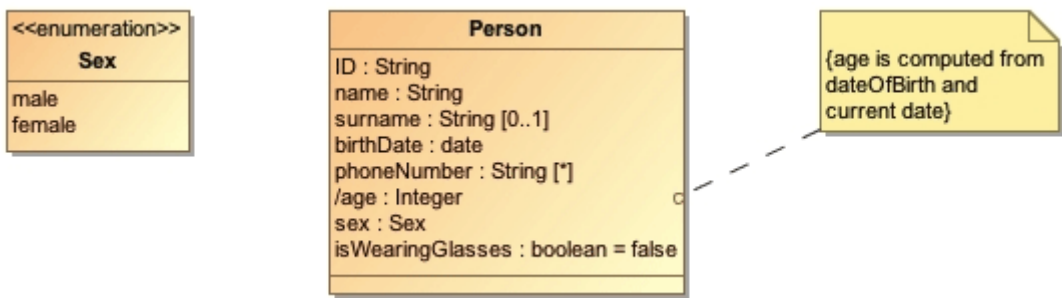 <<enumeration>>
Sex
male
female
Person
ID : String
name : String
surname : String [0..1]
birthDate : date
phoneNumber : String [*]
/age : Integer
sex : Sex
isWearingGlasses : boolean = false
{age is computed from
dateOfBirth and
current date}